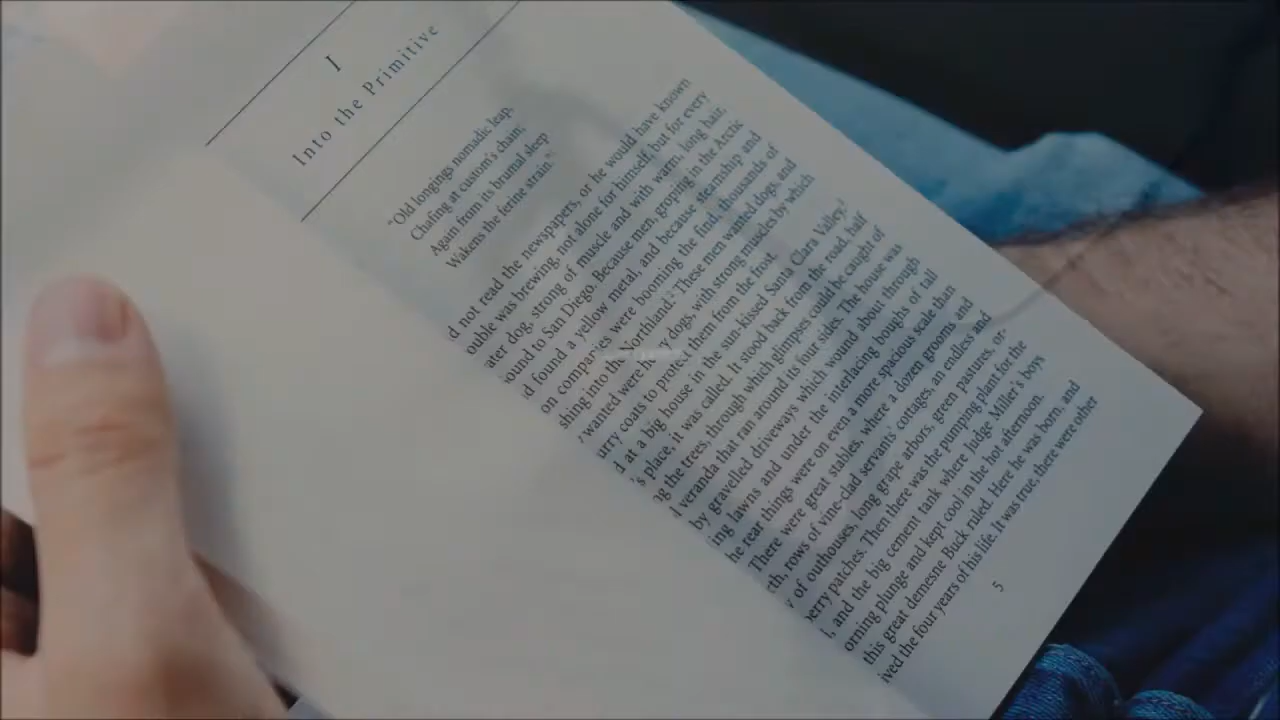 I
Into the Primitive
"Old longings nomadic leap,
Chafing at custom's chain;
Again from its brumal sleep
Wakens the ferine strain."
d not read the newspapers, or he would have known
ouble was brewing, not alone for himself, but for every
ater dog, strong of muscle and with warm, long hair,
ound to San Diego. Because men, groping in the Arctic
d found a yellow metal, and because steamship and
on companies were booming the find, thousands of
shing into the Northland. These men wanted dogs, and
wanted were heavy dogs, with strong muscles by which
urry coats to protect them from the frost.
d at a big house in the sun-kissed Santa Clara Valley.
's place, it was called. It stood back from the road, half
ng the trees, through which glimpses could be caught of
l veranda that ran around its four sides. The house was
by gravelled driveways which wound about through
ing lawns and under the interlacing boughs of tall
he rear things were on even a more spacious scale than
There were great stables, where a dozen grooms and
rth, rows of vine-clad servants' cottages, an endless and
y of outhouses, long grape arbors, green pastures, or-
erry patches. Then there was the pumping plant for the
l, and the big cement tank where Judge Miller's boys
orning plunge and kept cool in the hot afternoon.
this great demesne Buck ruled. Here he was born, and
ived the four years of his life. It was true, there were other
5